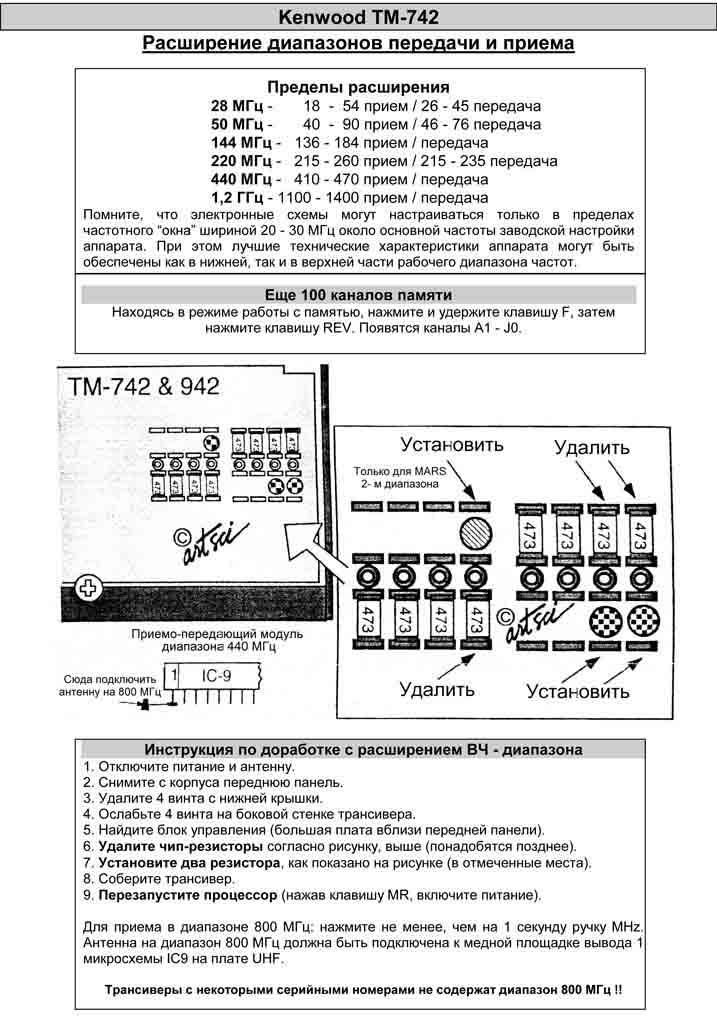 Kenwood TM-742
Расширение диапазонов передачи и приема
Пределы расширения
28 МГц - 18 - 54 прием / 26 - 45 передача
50 МГц - 40 - 90 прием / 46 - 76 передача
144 МГц - 136 - 184 прием / передача
220 МГц - 215 - 260 прием / 215 - 235 передача
440 МГц - 410 - 470 прием / передача
1,2 ГГц - 1100 - 1400 прием / передача
Помните, что электронные схемы могут настраиваться только в пределах
частотного “окна” шириной 20 - 30 МГц около основной частоты заводской настройки
аппарата. При этом лучшие технические характеристики аппарата могут быть
обеспечены как в нижней, так и в верхней части рабочего диапазона частот.
Еще 100 каналов памяти
Находясь в режиме работы с памятью, нажмите и удержите клавишу F, затем
нажмите клавишу REV. Появятся каналы A1 - J0.
TM-742 & 942
473 473 473 473
473 473 473 473
© artsci
Установить
Удалить
Только для MARS
2- м диапазона
473 473 473 473
473 473 473 473
© artsci
Удалить
Установить
Приемо-передающий модуль
диапазона 440 МГц
Сюда подключить
антенну на 800 МГц
1 IC-9
Инструкция по доработке с расширением ВЧ - диапазона
1. Отключите питание и антенну.
2. Снимите с корпуса переднюю панель.
3. Удалите 4 винта с нижней крышки.
4. Ослабьте 4 винта на боковой стенке трансивера.
5. Найдите блок управления (большая плата вблизи передней панели).
6. Удалите чип-резисторы согласно рисунку, выше (понадобятся позднее).
7. Установите два резистора, как показано на рисунке (в отмеченные места).
8. Соберите трансивер.
9. Перезапустите процессор (нажав клавишу MR, включите питание).
Для приема в диапазоне 800 МГц: нажмите не менее, чем на 1 секунду ручку MHz.
Антенна на диапазон 800 МГц должна быть подключена к медной площадке вывода 1
микросхемы IC9 на плате UHF.
Трансиверы с некоторыми серийными номерами не содержат диапазон 800 МГц !!